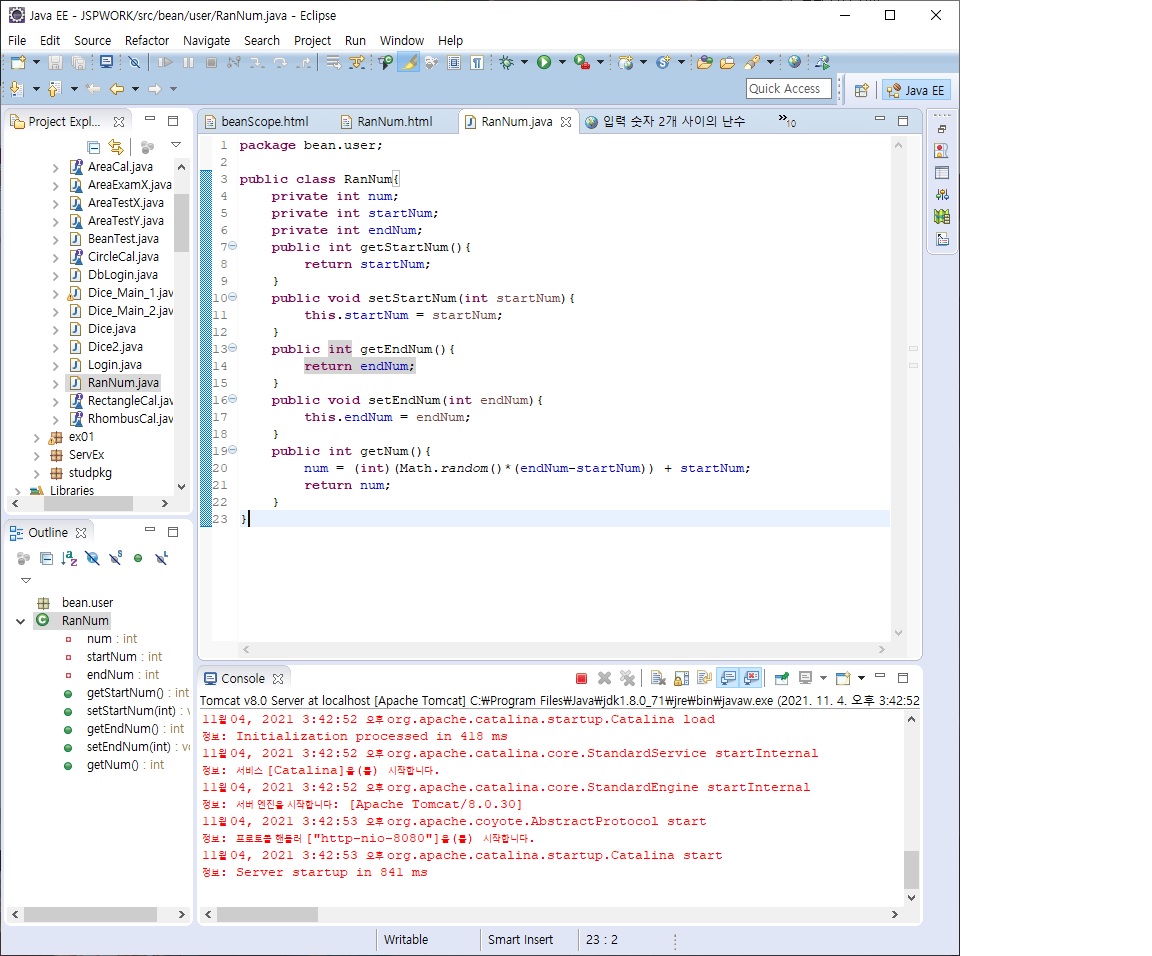 Java EE - JSPWORK/src/bean/user/RanNum.java - Eclipse
File Edit Source Refactor Navigate Search Project Run Window Help
Quick Access
Java EE
Project Expl...
AreaCal.java
AreaExamX.java
AreaTestX.java
AreaTestY.java
BeanTest.java
CircleCal.java
DbLogin.java
Dice_Main_1.jav
Dice_Main_2.jav
Dice.java
Dice2.java
Login.java
RanNum.java
RectangleCal.jav
RhombusCal.jav
ex01
ServEx
studpkg
Libraries
Outline
bean.user
RanNum
num : int
startNum : int
endNum : int
getStartNum() : int
setStartNum(int) : v
getEndNum() : int
setEndNum(int) : vo
getNum() : int
beanScope.html RanNum.html RanNum.java 입력 숫자 2개 사이의 난수 »10
1 package bean.user;
2
3 public class RanNum{
4 private int num;
5 private int startNum;
6 private int endNum;
7 public int getStartNum(){
8 return startNum;
9 }
10 public void setStartNum(int startNum){
11 this.startNum = startNum;
12 }
13 public int getEndNum(){
14 return endNum;
15 }
16 public void setEndNum(int endNum){
17 this.endNum = endNum;
18 }
19 public int getNum(){
20 num = (int)(Math.random()*(endNum-startNum)) + startNum;
21 return num;
22 }
23 }
Console
Tomcat v8.0 Server at localhost [Apache Tomcat] C:₩Program Files₩Java₩jdk1.8.0_71₩jre₩bin₩javaw.exe (2021. 11. 4. 오후 3:42:52
11월 04, 2021 3:42:52 오후 org.apache.catalina.startup.Catalina load
정보: Initialization processed in 418 ms
11월 04, 2021 3:42:52 오후 org.apache.catalina.core.StandardService startInternal
정보: 서비스 [Catalina]을(를) 시작합니다.
11월 04, 2021 3:42:52 오후 org.apache.catalina.core.StandardEngine startInternal
정보: 서버 엔진을 시작합니다: [Apache Tomcat/8.0.30]
11월 04, 2021 3:42:53 오후 org.apache.coyote.AbstractProtocol start
정보: 프로토콜 핸들러 ["http-nio-8080"]을(를) 시작합니다.
11월 04, 2021 3:42:53 오후 org.apache.catalina.startup.Catalina start
정보: Server startup in 841 ms
Writable Smart Insert 23 : 2